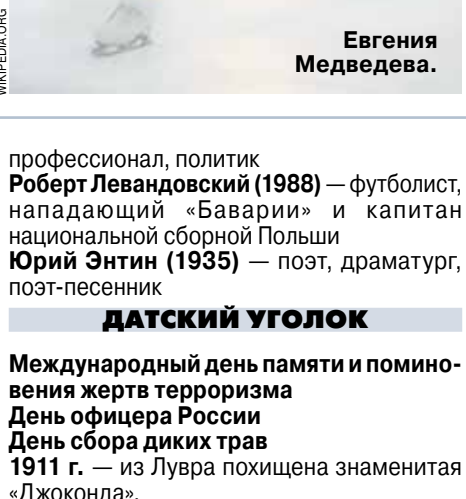 WIKIPEDIA.ORG
Евгения
Медведева.
профессионал, политик
Роберт Левандовский (1988) — футболист,
нападающий «Баварии» и капитан
национальной сборной Польши
Юрий Энтин (1935) — поэт, драматург,
поэт-песенник
ДАТСКИЙ УГОЛОК
Международный день памяти и помино-
вения жертв терроризма
День офицера России
День сбора диких трав
1911 г. — из Лувра похищена знаменитая
«Джоконда».